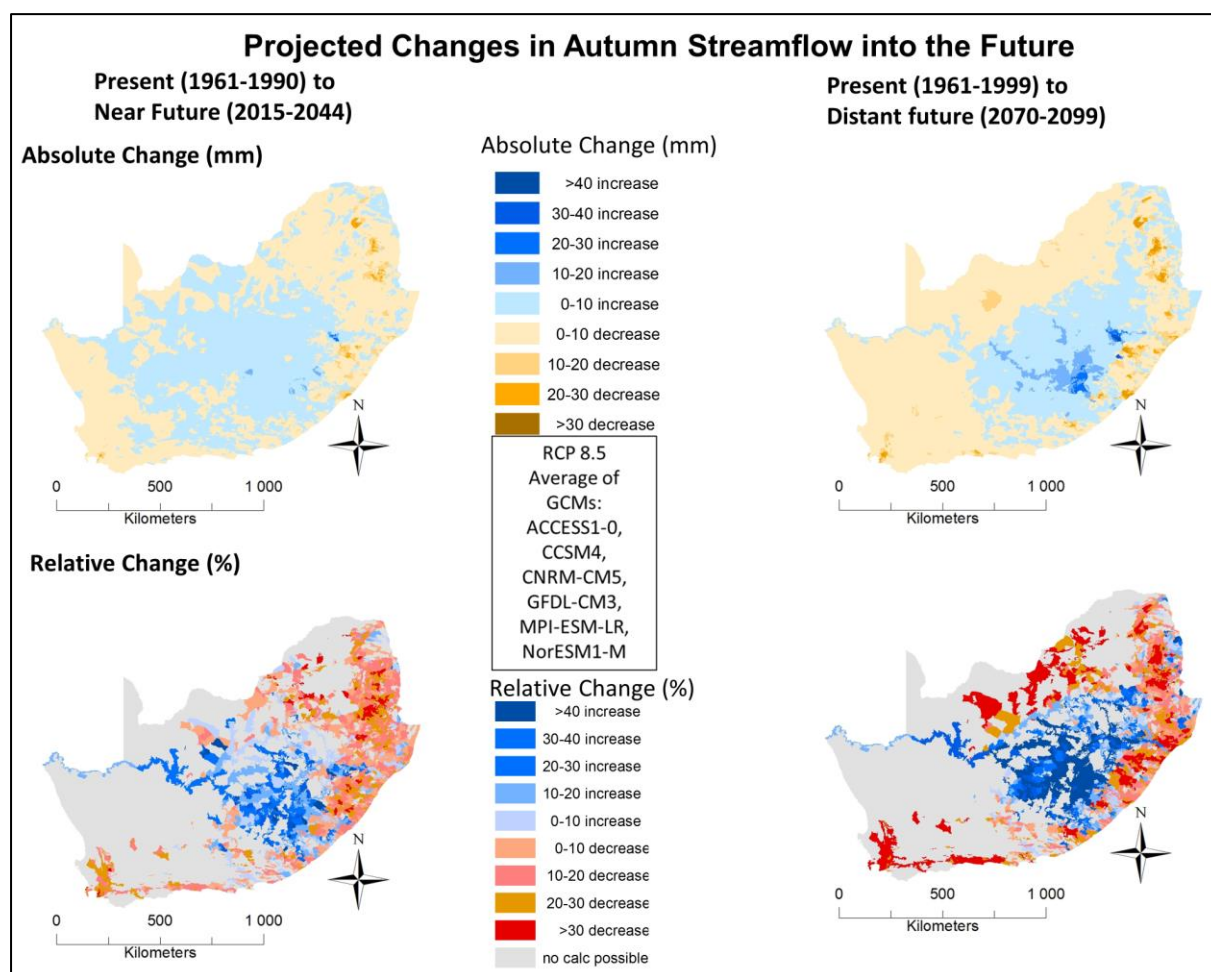 Projected Changes in Autumn Streamflow into the Future
Present (1961-1990) to
Near Future (2015-2044)
Present (1961-1999) to
Distant future (2070-2099)
Absolute Change (mm)
Absolute Change (mm)
>40 increase
30-40 increase
20-30 increase
10-20 increase
0-10 increase
0-10 decrease
10-20 decrease
20-30 decrease
>30 decrease
N
0 500 1 000
Kilometers
N
0 500 1 000
Kilometers
RCP 8.5
Average of
GCMs:
ACCESS1-0,
CCSM4,
CNRM-CM5,
GFDL-CM3,
MPI-ESM-LR,
NorESM1-M
Relative Change (%)
Relative Change (%)
>40 increase
30-40 increase
20-30 increase
10-20 increase
0-10 increase
0-10 decrease
10-20 decrease
20-30 decrease
>30 decrease
no calc possible
N
0 500 1 000
Kilometers
N
0 500 1 000
Kilometers